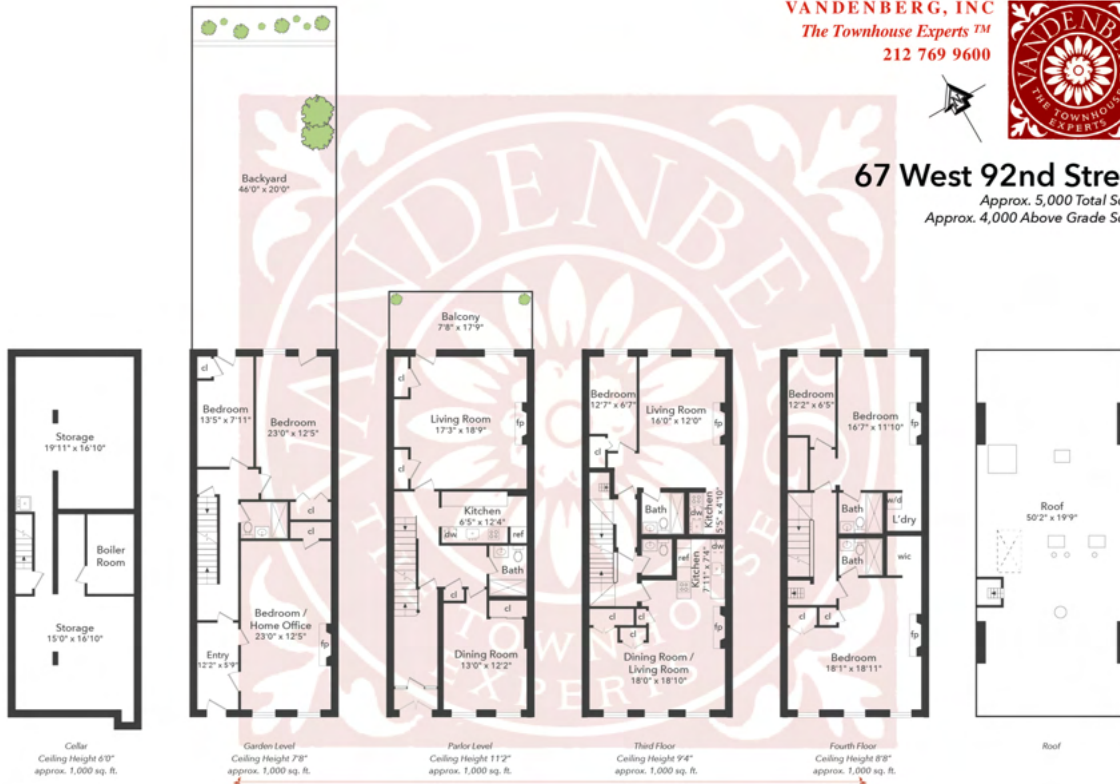 VANDENBERG, INC
The Townhouse Experts ™
212 769 9600
VANDENBERG
THE TOWNHOUSE
EXPERTS
N
67 West 92nd Stre
Approx. 5,000 Total S
Approx. 4,000 Above Grade S
VANDENBERG
THE TOWNHOUSE
EXPERTS
Storage
19'11" x 16'10"
Boiler
Room
Storage
15'0" x 16'10"
Cellar
Ceiling Height 6'0"
approx. 1,000 sq. ft.
Backyard
46'0" x 20'0"
cl
Bedroom
13'5" x 7'11"
Bedroom
23'0" x 12'5"
cl
cl
Bedroom /
Home Office
23'0" x 12'5"
fp
Entry
12'2" x 5'9"
Garden Level
Ceiling Height 7'8"
approx. 1,000 sq. ft.
Balcony
7'8" x 17'9"
cl
Living Room
17'3" x 18'9"
fp
cl
Kitchen
6'5" x 12'4"
dw
ref
Bath
cl
cl
Dining Room
13'0" x 12'2"
Parlor Level
Ceiling Height 11'2"
approx. 1,000 sq. ft.
Bedroom
12'7" x 6'7"
Living Room
16'0" x 12'0"
fp
cl
Bath
dw
Kitchen
5'5" x 4'10"
ref
Kitchen
7'11" x 7'4"
dw
cl
cl
cl
fp
Dining Room /
Living Room
18'0" x 18'10"
Third Floor
Ceiling Height 9'4"
approx. 1,000 sq. ft.
Bedroom
12'2" x 6'5"
Bedroom
16'7" x 11'10"
fp
Bath
w/d
L'dry
Bath
wic
cl
cl
fp
Bedroom
18'1" x 18'11"
Fourth Floor
Ceiling Height 8'8"
approx. 1,000 sq. ft.
Roof
50'2" x 19'9"
Roof